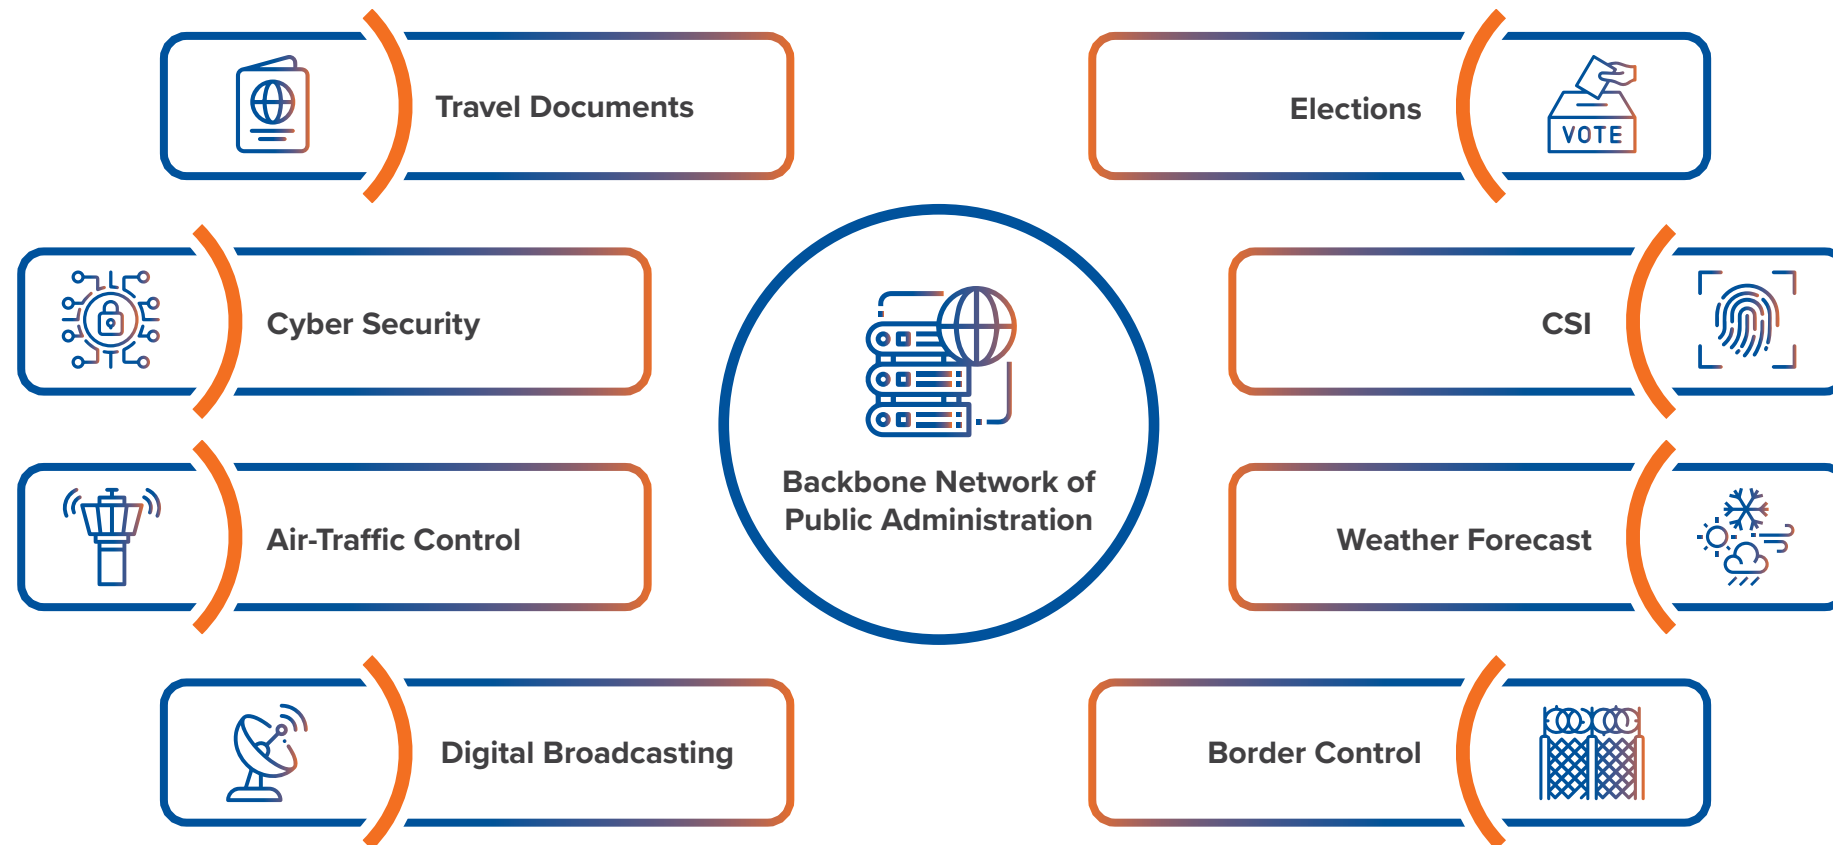 Travel Documents
Elections
VOTE
Cyber Security
CSI
Backbone Network of
Public Administration
Air-Traffic Control
Weather Forecast
Digital Broadcasting
Border Control